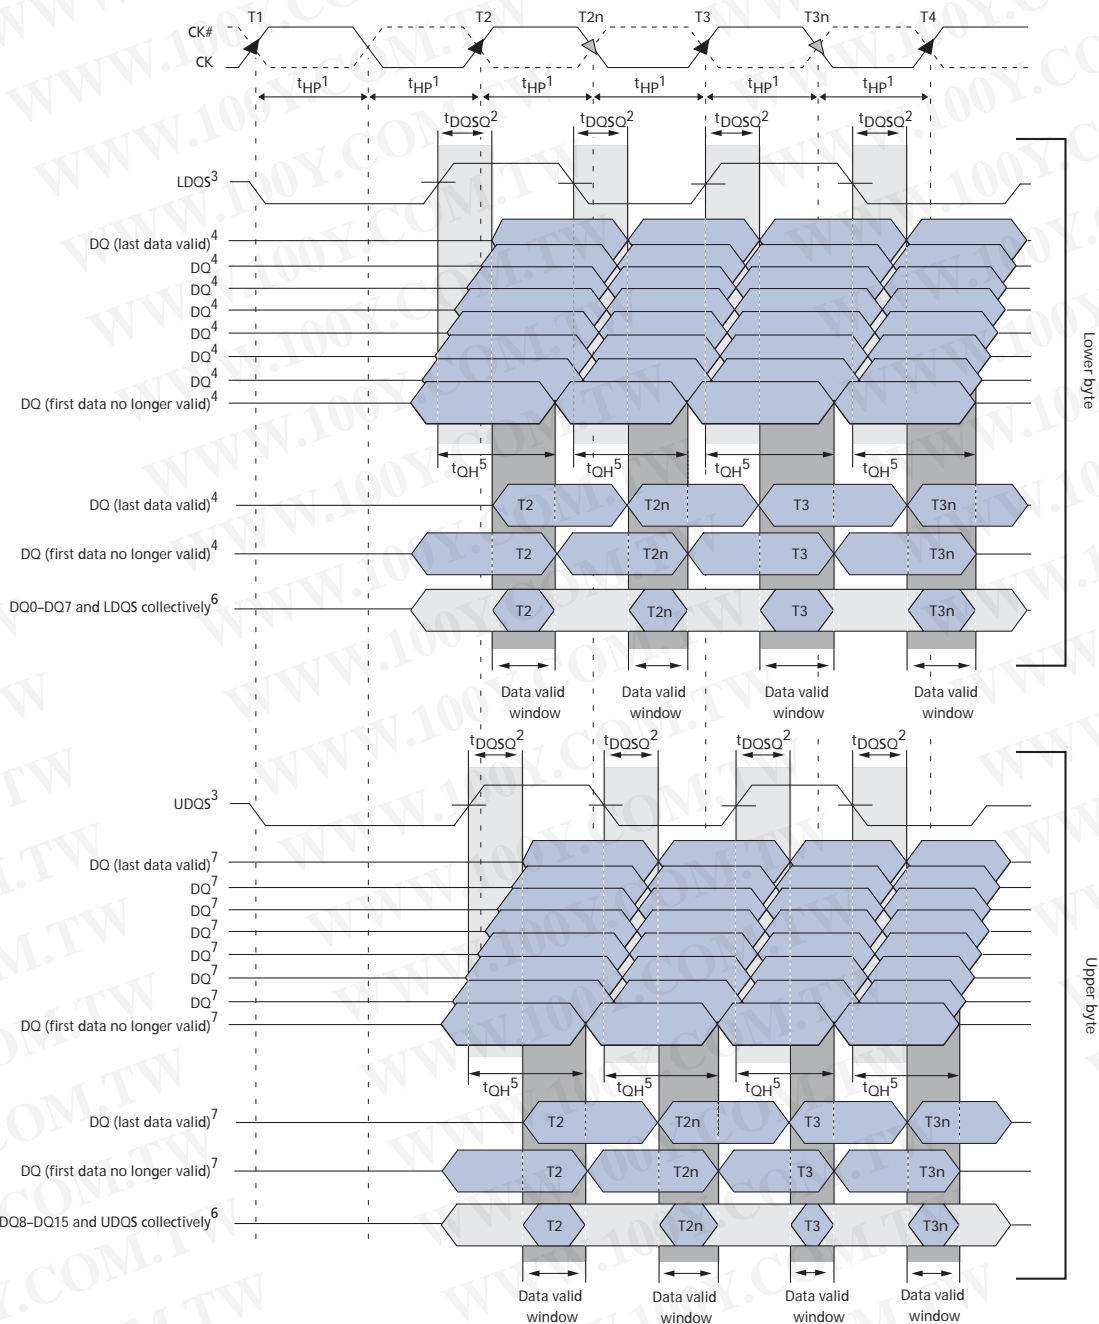 T1 T2 T2n T3 T3n T4
CK#
CK
tHP1 tHP1 tHP1 tHP1 tHP1 tHP1
tDQSQ2 tDQSQ2 tDQSQ2 tDQSQ2
LDQS3
DQ (last data valid)4
DQ4
DQ4
DQ4
DQ4
DQ4
DQ4
DQ (first data no longer valid)4
Lower byte
tQH5 tQH5 tQH5 tQH5
DQ (last data valid)4 T2 T2n T3 T3n
DQ (first data no longer valid)4 T2 T2n T3 T3n
DQ0–DQ7 and LDQS collectively6 T2 T2n T3 T3n
Data valid Data valid Data valid Data valid
window window window window
tDQSQ2 tDQSQ2 tDQSQ2 tDQSQ2
UDQS3
DQ (last data valid)7
DQ7
DQ7
DQ7
DQ7
DQ7
DQ7
DQ (first data no longer valid)7
Upper byte
tQH5 tQH5 tQH5 tQH5
DQ (last data valid)7 T2 T2n T3 T3n
DQ (first data no longer valid)7 T2 T2n T3 T3n
DQ8–DQ15 and UDQS collectively6 T2 T2n T3 T3n
Data valid Data valid Data valid Data valid
window window window window
WWW.100Y.COM.TW